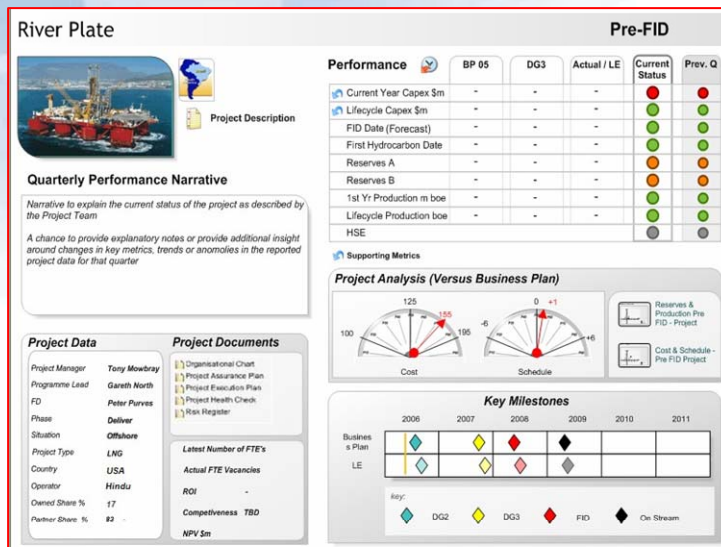 River Plate
Pre-FID
Project Description
Performance BP 05 DG3 Actual / LE Current Status Prev. Q
Current Year Capex $m - - -
Lifecycle Capex $m - - -
FID Date (Forecast) - - -
First Hydrocarbon Date - - -
Reserves A - - -
Reserves B - - -
1st Yr Production m boe - - -
Lifecycle Production boe - - -
HSE
Supporting Metrics
Quarterly Performance Narrative
Narrative to explain the current status of the project as described by
the Project Team
A chance to provide explanatory notes or provide additional insight
around changes in key metrics, trends or anomolies in the reported
project data for that quarter
Project Analysis (Versus Business Plan)
100
125
155
195
Cost
-6
0
+1
+6
Schedule
Reserves &
Production Pre
FID - Project
Cost & Schedule -
Pre FID Project
Project Data
Project Manager Tony Mowbray
Programme Lead Gareth North
FD Peter Purves
Phase Deliver
Situation Offshore
Project Type LNG
Country USA
Operator Hindu
Owned Share % 17
Partner Share % 83 -
Project Documents
Organisational Chart
Project Assurance Plan
Project Execution Plan
Project Health Check
Risk Register
Latest Number of FTE's
Actual FTE Vacancies
ROI -
Competiveness TBD
NPV $m
Key Milestones
2006 2007 2008 2009 2010 2011
Busines
s Plan
LE
Key:
DG2 DG3 FID On Stream